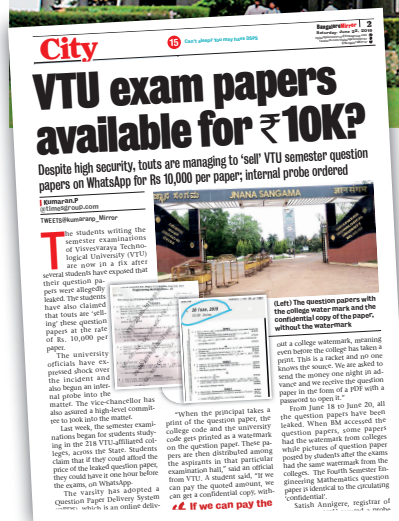 City
15
Can't sleep? You may have DSPS
BangaloreMirror | 2
VTU exam papers
available for ₹10K?
Despite high security, touts are managing to 'sell' VTU semester question
papers on WhatsApp for Rs 10,000 per paper; internal probe ordered
Kumaran.P
@timesgroup.com
TWEETS@kumaranp_Mirror
The students writing the
semester examinations
of Visvesvaraya Tech-
nological University (VTU)
are now in a fix after
several students have exposed that
their question pa-
pers were allegedly
leaked. The students
have also claimed
that touts are 'sell-
ing' these question
papers at the rate
of Rs. 10,000 per
paper.
The university
officials have ex-
pressed shock over
the incident and
also begun an inter-
nal probe into the
matter. The vice-chancellor has
also assured a high-level commit-
tee to look into the matter.
Last week, the semester exami-
nations began for students study-
ing in the 218 VTU-affiliated col-
leges, across the State. Students
claim that if they could afford the
price of the leaked question paper,
they could have it one hour before
the exams, on WhatsApp.
The varsity has adopted a
Question Paper Delivery System
which is an online deliv-
JNANA SANGAMA
(Left) The question papers with
the college water mark and the
confidential copy of the paper,
without the watermark
"When the principal takes a
print of the question paper, the
college code and the university
code gets printed as a watermark
on the question paper. These pa-
pers are then distributed among
the aspirants in that particular
examination hall," said an official
from VTU. A student said, "If we
can pay the quoted amount, we
can get a confidential copy, with-
If we can pay the
out a college watermark, meaning
even before the college has taken a
print. This is a racket and no one
knows the source. We are asked to
send the money one night in ad-
vance and we receive the question
paper in the form of a PDF with a
password to open it."
From June 18 to June 20, all
the question papers have been
leaked. When BM accessed the
question papers, some papers
had the watermark from colleges
while pictures of question paper
posted by students after the exams
had the same watermark from the
colleges. The Fourth Semester En-
gineering Mathematics question
paper is identical to the circulating
'confidential'.
Satish Annigere, registrar of